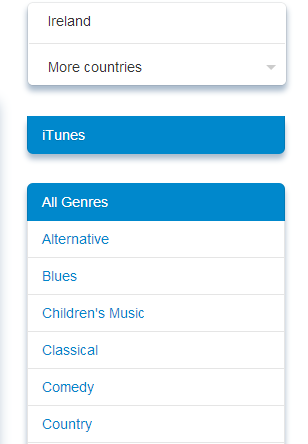 Ireland
More countries
iTunes
All Genres
Alternative
Blues
Children's Music
Classical
Comedy
Country